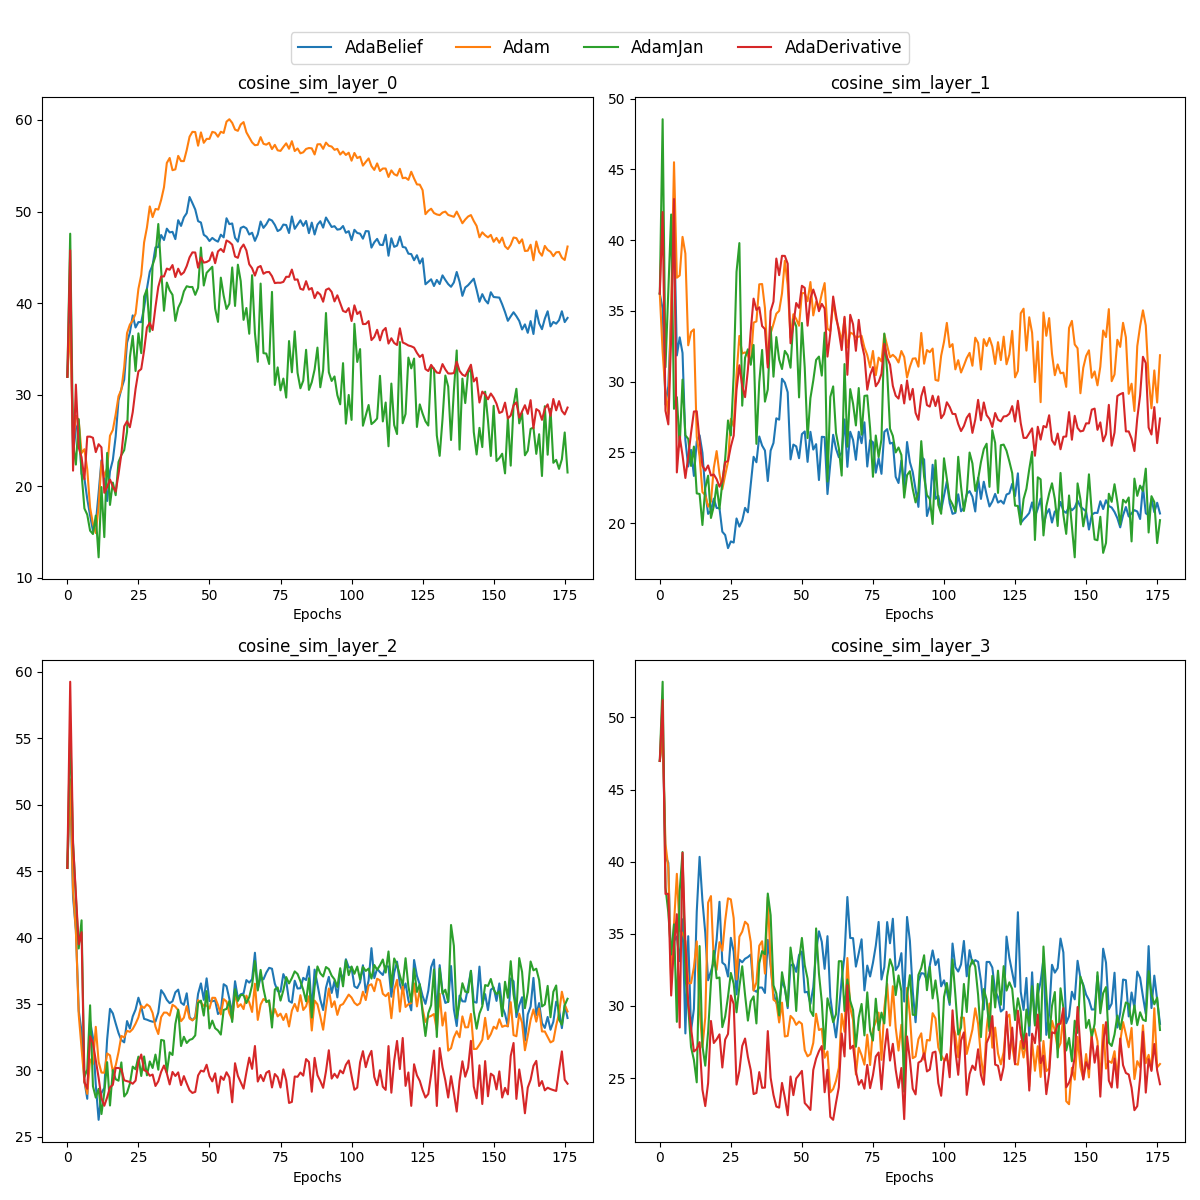 AdaBelief Adam AdamJan AdaDerivative
cosine_sim_layer_0
60
50
40
30
20
10
0 25 50 75 100 125 150 175
Epochs
cosine_sim_layer_1
50
45
40
35
30
25
20
0 25 50 75 100 125 150 175
Epochs
cosine_sim_layer_2
60
55
50
45
40
35
30
25
0 25 50 75 100 125 150 175
Epochs
cosine_sim_layer_3
50
45
40
35
30
25
0 25 50 75 100 125 150 175
Epochs